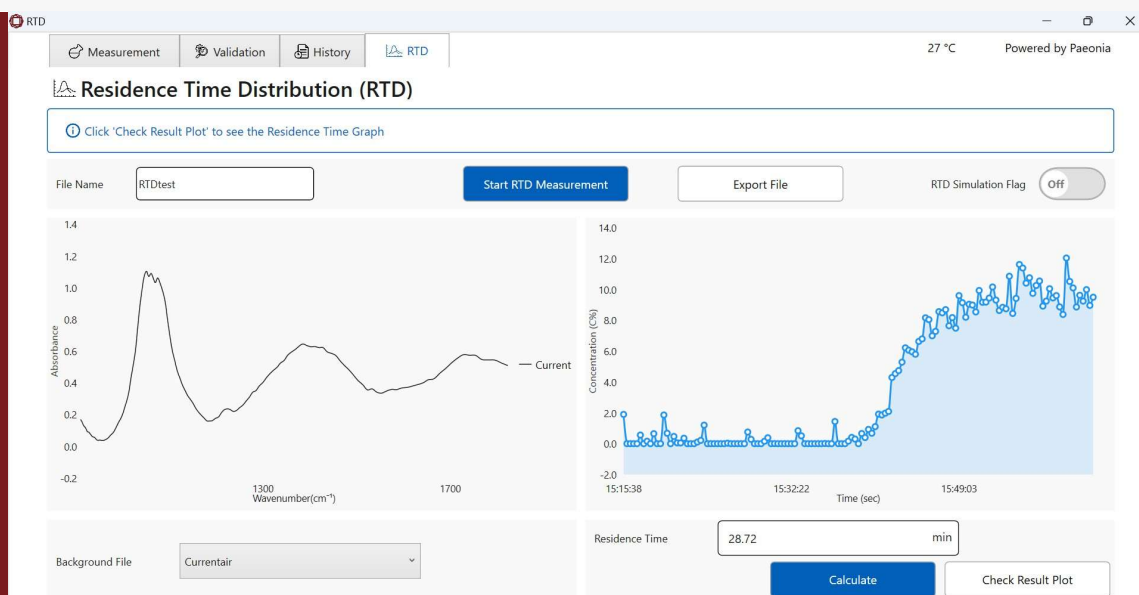 RTD
Measurement
Validation
History
RTD
27 °C
Powered by Paeonia
Residence Time Distribution (RTD)
Click 'Check Result Plot' to see the Residence Time Graph
File Name
RTDtest
Start RTD Measurement
Export File
RTD Simulation Flag
Off
1.4
1.2
1.0
0.8
0.6
0.4
0.2
0.0
-0.2
Absorbance
1300
1700
Wavenumber(cm⁻¹)
Current
14.0
12.0
10.0
8.0
6.0
4.0
2.0
0.0
-2.0
Concentration (C%)
15:15:38
15:32:22
15:49:03
Time (sec)
Background File
Currentair
Residence Time
28.72
min
Calculate
Check Result Plot